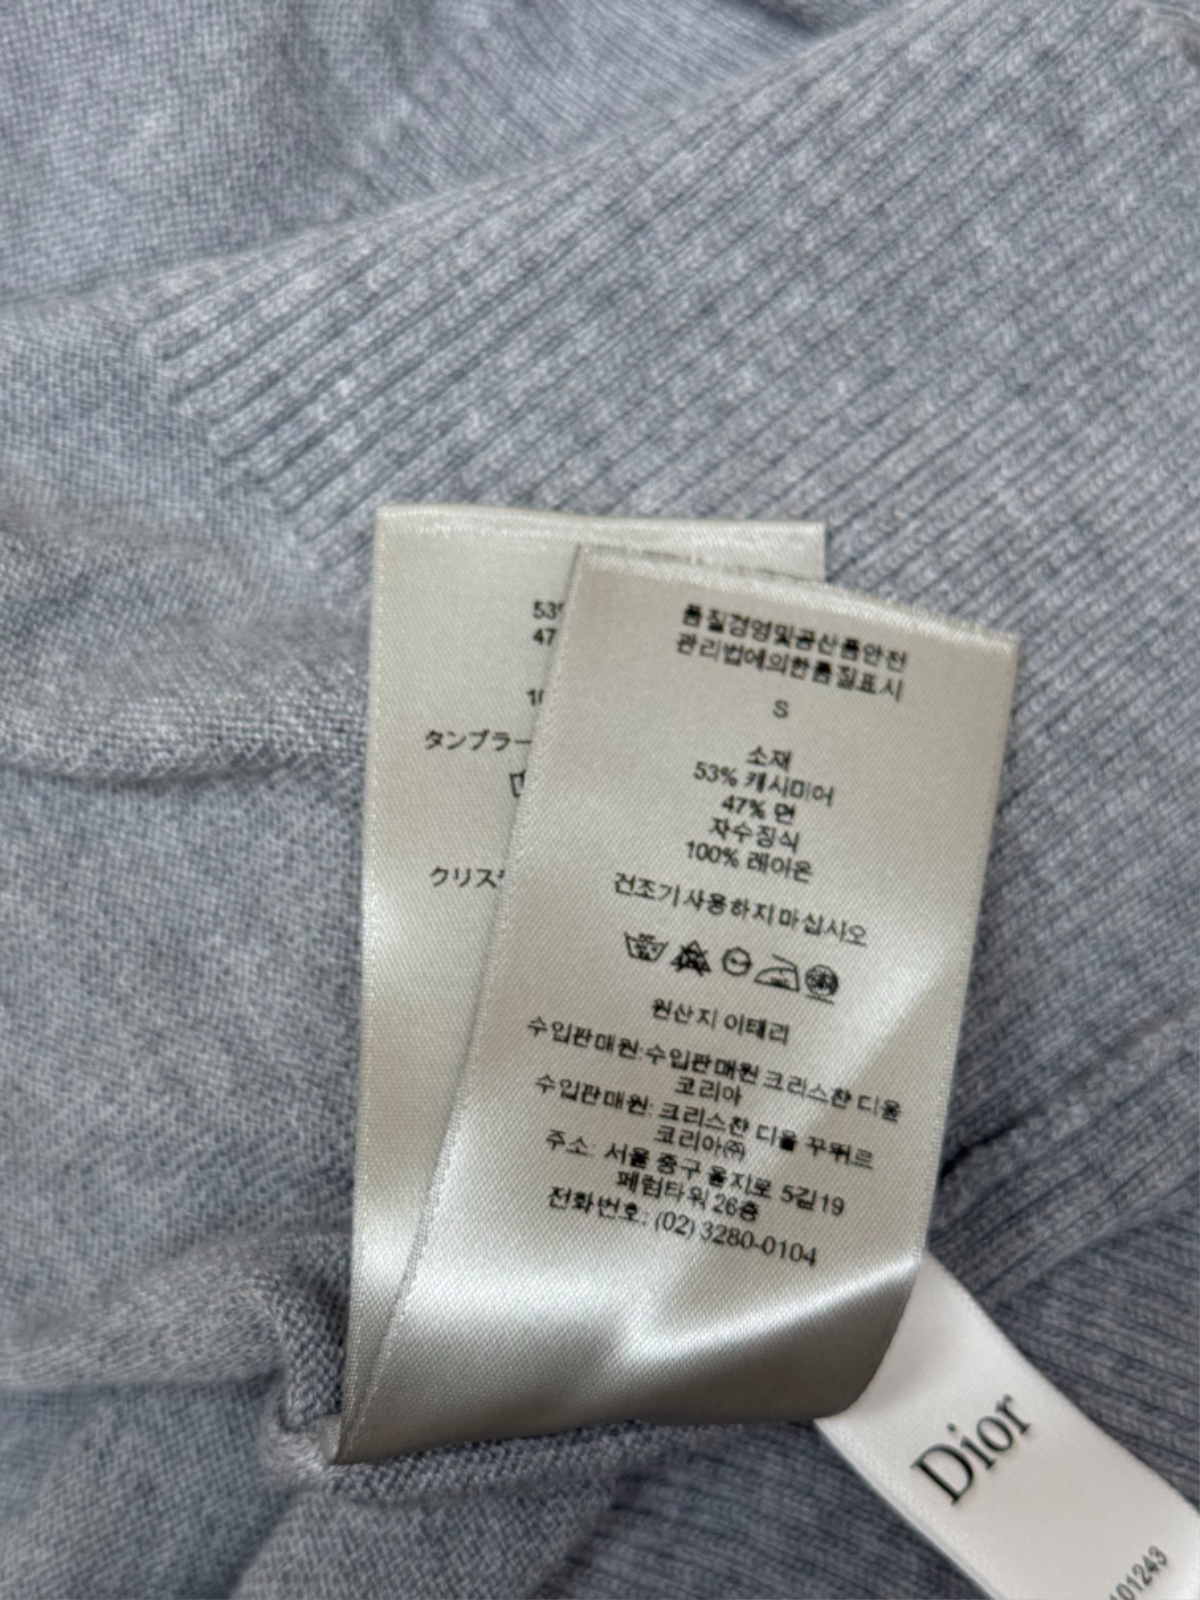 53%
47
10
タンブラー
クリス
품질경영및공산품안전
관리법에의한품질표시
S
소재
53% 캐시미어
47% 면
자수장식
100% 레이온
건조기사용하지마십시오
원산지 이태리
수입판매원:수입판매원 크리스챤 디올
코리아
수입판매원: 크리스챤 디올 꾸뛰르
코리아㈜
주소: 서울 중구 을지로 5길19
페럼타워 26층
전화번호: (02) 3280-0104
Dior
101243